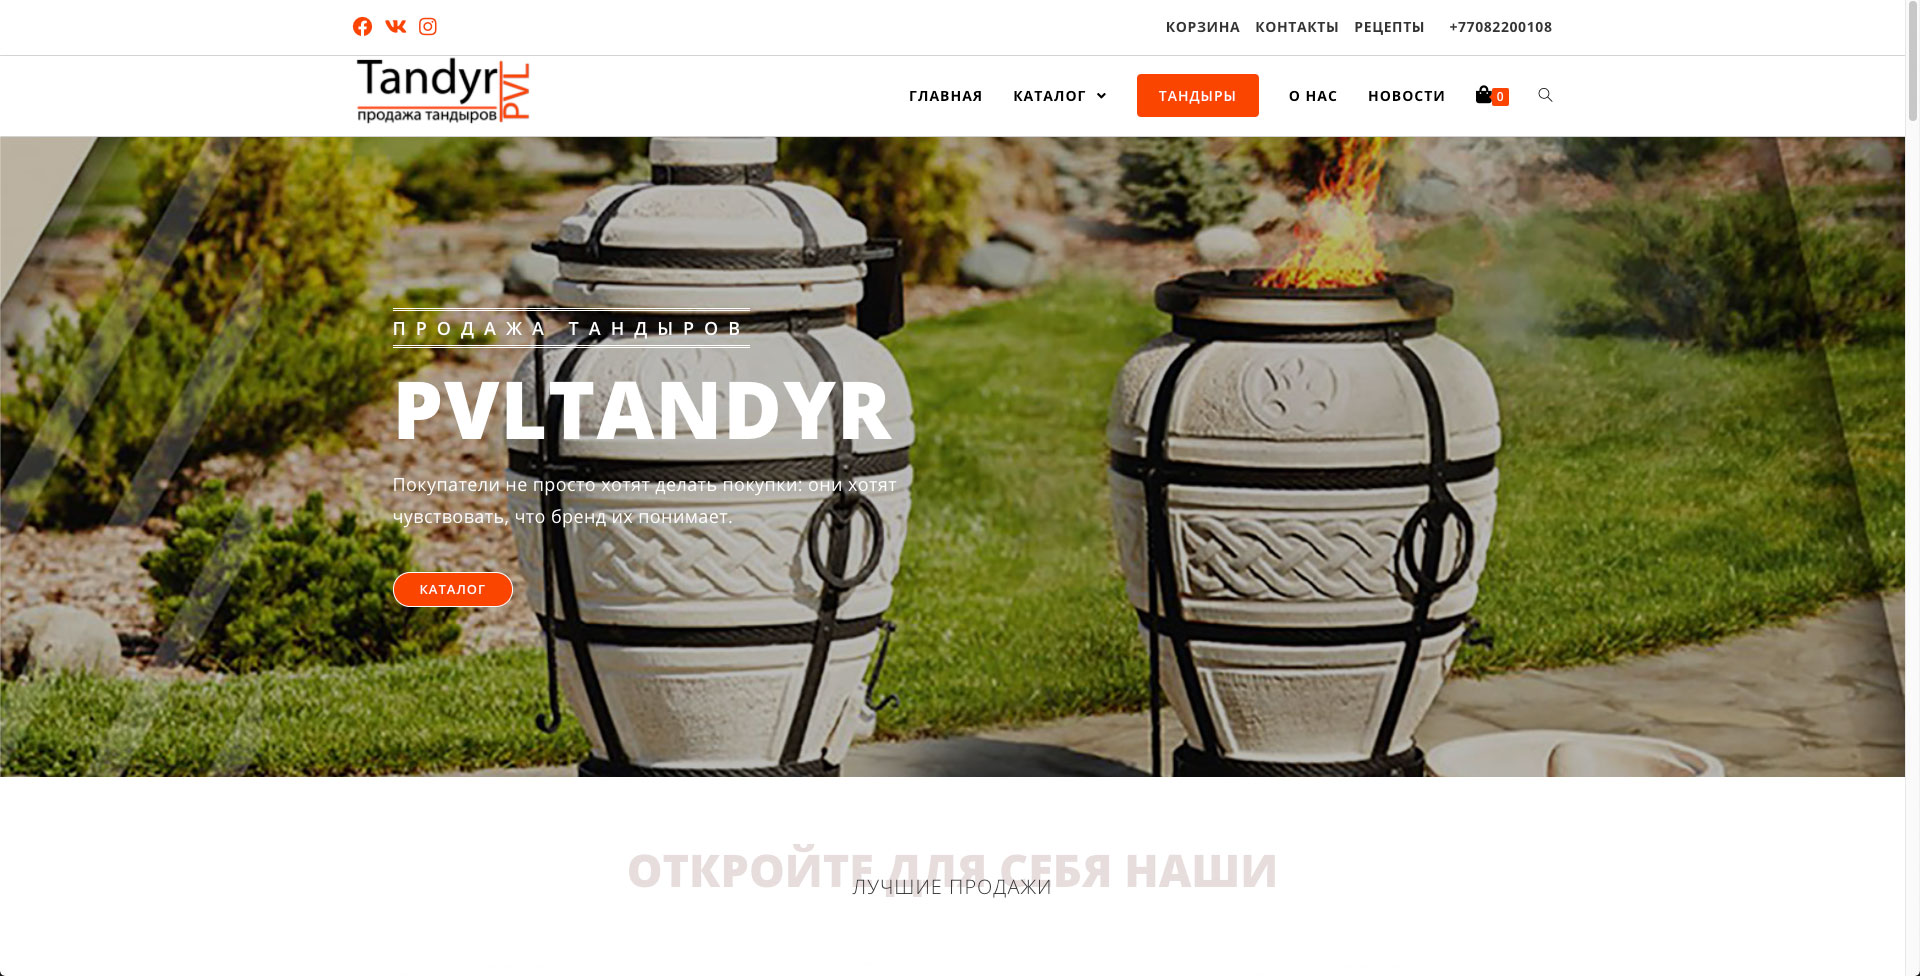 КОРЗИНА КОНТАКТЫ РЕЦЕПТЫ +77082200108
Tandyr PVL
продажа тандыров
ГЛАВНАЯ КАТАЛОГ ТАНДЫРЫ О НАС НОВОСТИ 0
ПРОДАЖА ТАНДЫРОВ
PVLTANDYR
Покупатели не просто хотят делать покупки: они хотят
чувствовать, что бренд их понимает.
КАТАЛОГ
ОТКРОЙТЕ ДЛЯ СЕБЯ НАШИ
ЛУЧШИЕ ПРОДАЖИ